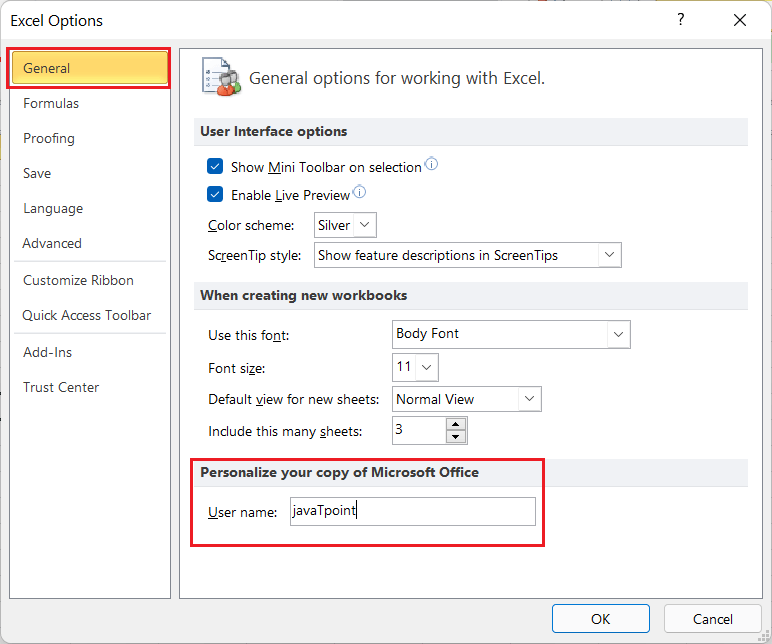 Excel Options
?
General
Formulas
Proofing
Save
Language
Advanced
Customize Ribbon
Quick Access Toolbar
Add-Ins
Trust Center
General options for working with Excel.
User Interface options
Show Mini Toolbar on selection
Enable Live Preview
Color scheme: Silver
ScreenTip style: Show feature descriptions in ScreenTips
When creating new workbooks
Use this font: Body Font
Font size: 11
Default view for new sheets: Normal View
Include this many sheets: 3
Personalize your copy of Microsoft Office
User name: javaTpoint
OK Cancel